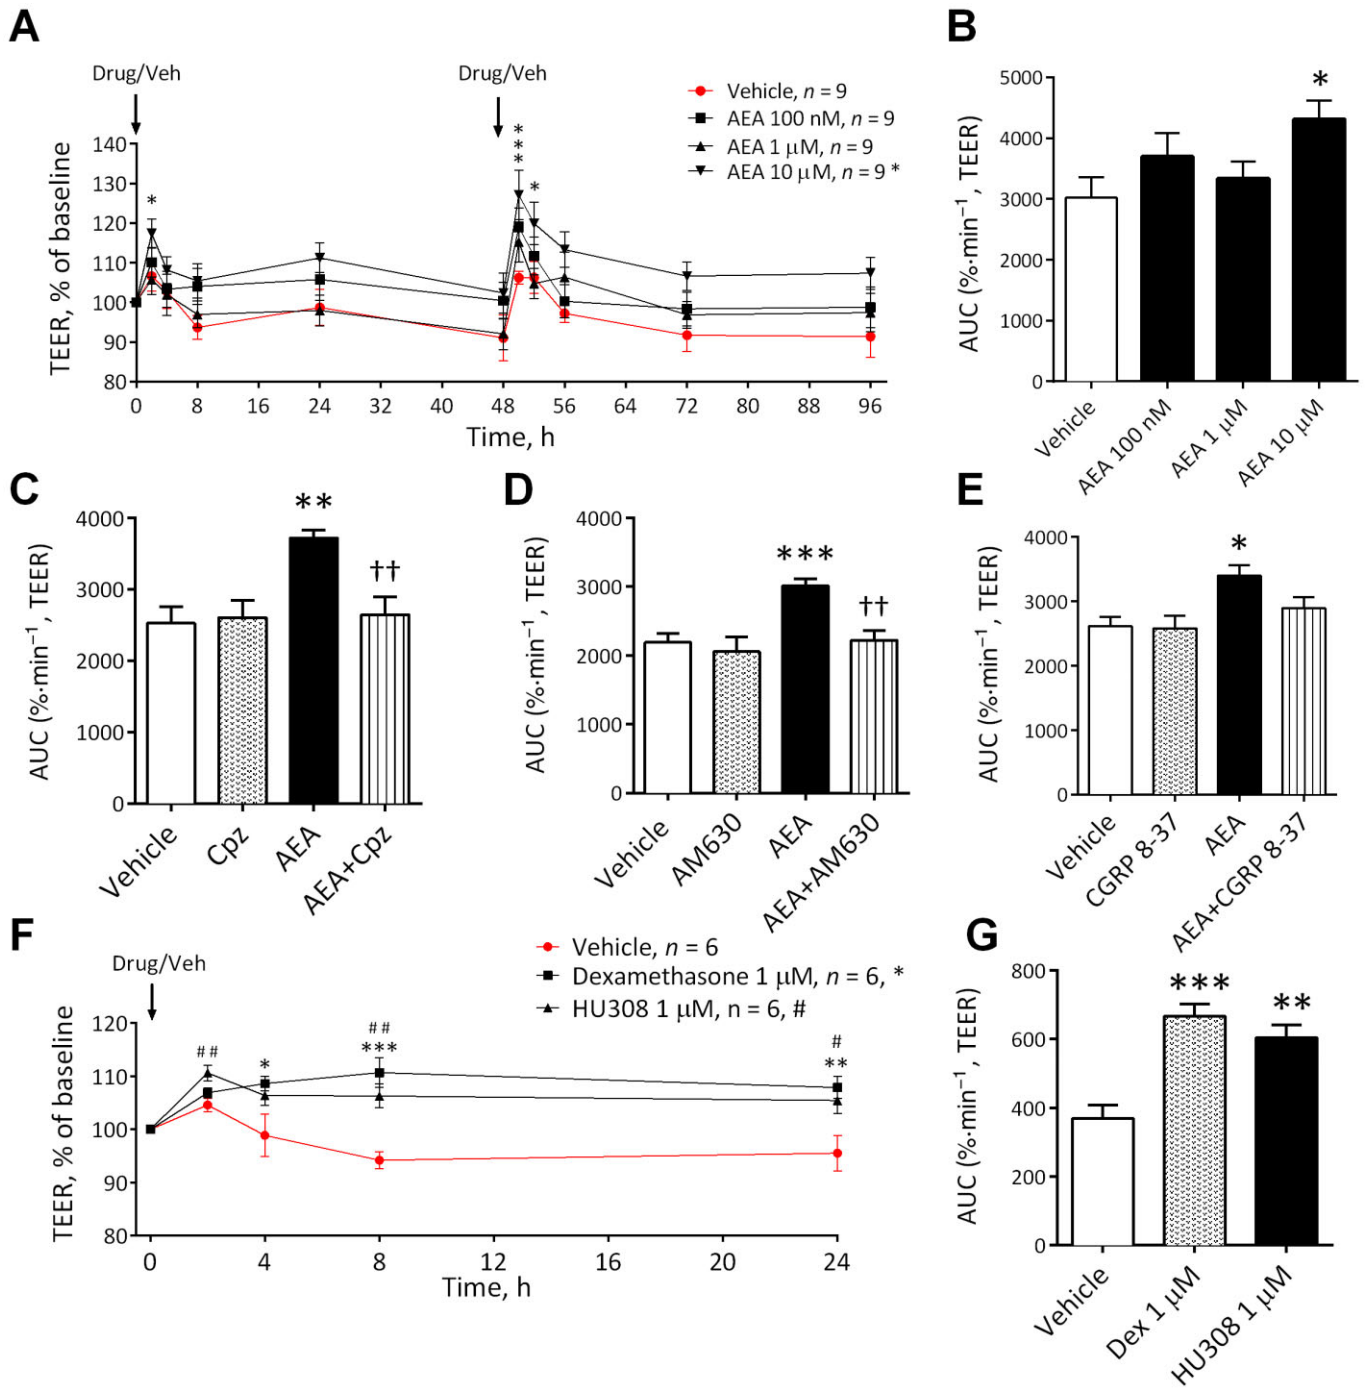 A
Drug/Veh
Drug/Veh
Vehicle, n = 9
AEA 100 nM, n = 9
AEA 1 μM, n = 9
AEA 10 μM, n = 9 *
TEER, % of baseline
140
130
120
110
100
90
80
*
* * *
*
0 8 16 24 32 40 48 56 64 72 80 88 96
Time, h
B
AUC (%·min⁻¹, TEER)
5000
4000
3000
2000
1000
0
*
Vehicle
AEA 100 nM
AEA 1 μM
AEA 10 μM
C
AUC (%·min⁻¹, TEER)
4000
3000
2000
1000
0
**
††
Vehicle
Cpz
AEA
AEA+Cpz
D
AUC (%·min⁻¹, TEER)
4000
3000
2000
1000
0
***
††
Vehicle
AM630
AEA
AEA+AM630
E
AUC (%·min⁻¹, TEER)
4000
3000
2000
1000
0
*
Vehicle
CGRP 8-37
AEA
AEA+CGRP 8-37
F
Drug/Veh
Vehicle, n = 6
Dexamethasone 1 μM, n = 6, *
HU308 1 μM, n = 6, #
TEER, % of baseline
120
110
100
90
80
##
*
##
***
#
**
0 4 8 12 16 20 24
Time, h
G
AUC (%·min⁻¹, TEER)
800
600
400
200
0
***
**
Vehicle
Dex 1 μM
HU308 1 μM